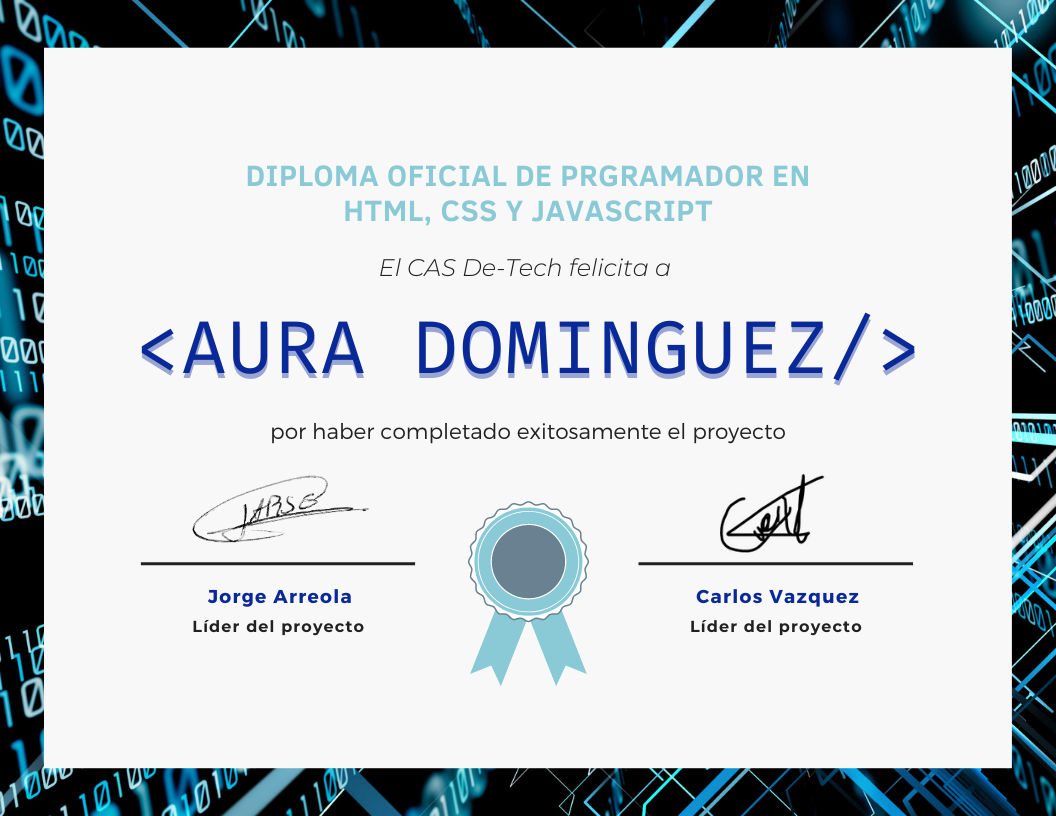 DIPLOMA OFICIAL DE PRGRAMADOR EN
HTML, CSS Y JAVASCRIPT
El CAS De-Tech felicita a
<AURA DOMINGUEZ/>
por haber completado exitosamente el proyecto
Jorge Arreola
Líder del proyecto
Carlos Vazquez
Líder del proyecto